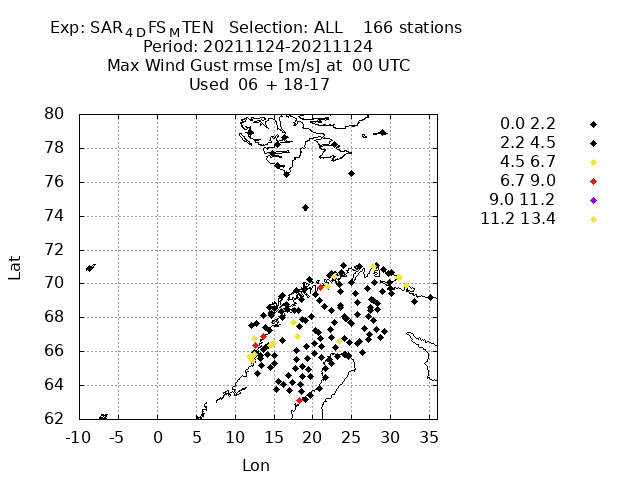 Exp: SAR4DFSMTEN Selection: ALL 166 stations
Period: 20211124-20211124
Max Wind Gust rmse [m/s] at 00 UTC
Used 06 + 18-17
80
78
76
74
72
70
68
66
64
62
Lat
-10 -5 0 5 10 15 20 25 30 35
Lon
0.0 2.2
2.2 4.5
4.5 6.7
6.7 9.0
9.0 11.2
11.2 13.4